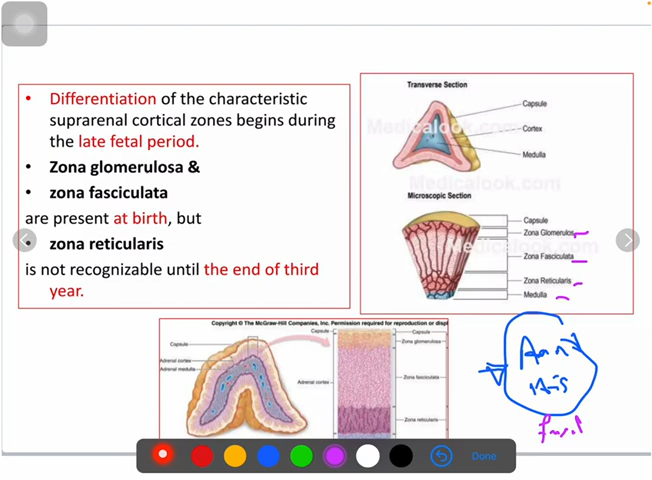 • Differentiation of the characteristic
suprarenal cortical zones begins during
the late fetal period.
• Zona glomerulosa &
• zona fasciculata
are present at birth, but
• zona reticularis
is not recognizable until the end of third
year.
Transverse Section
Capsule
Cortex
Medulla
Medicalook.com
Medicalook.com
Microscopic Section
Capsule
Zona Glomerulos
Zona Fasciculata
Medicalook.com
Zona Reticularis
Medulla
Copyright © The McGraw-Hill Companies, Inc. Permission required for reproduction or displ
Capsule
Adrenal cortex
Adrenal medulla
Capsule
Zona glomerulosa
Adrenal cortex
Zona fasciculata
Zona reticularis
Done